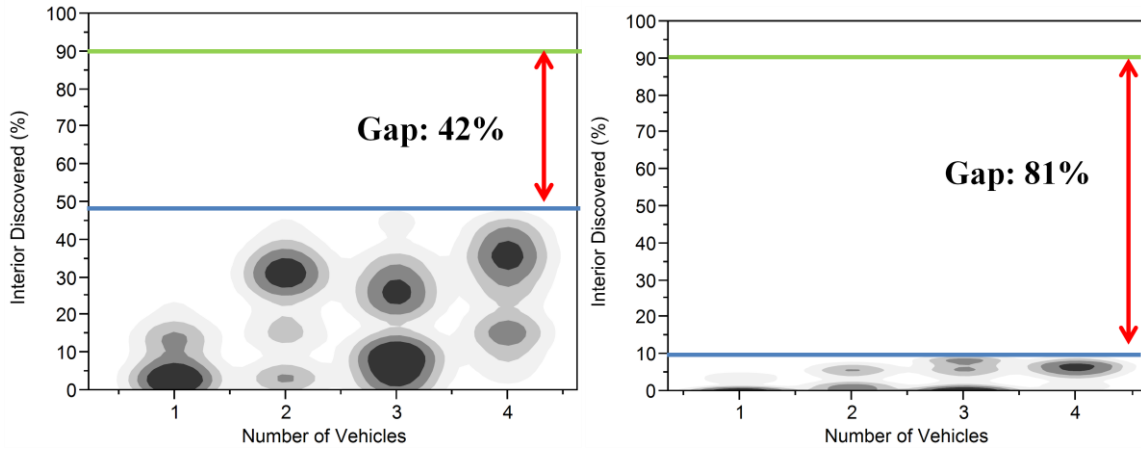 100
90
80
70
60
50
40
30
20
10
0
Interior Discovered (%)
Gap: 42%
1 2 3 4
Number of Vehicles
100
90
80
70
60
50
40
30
20
10
0
Interior Discovered (%)
Gap: 81%
1 2 3 4
Number of Vehicles